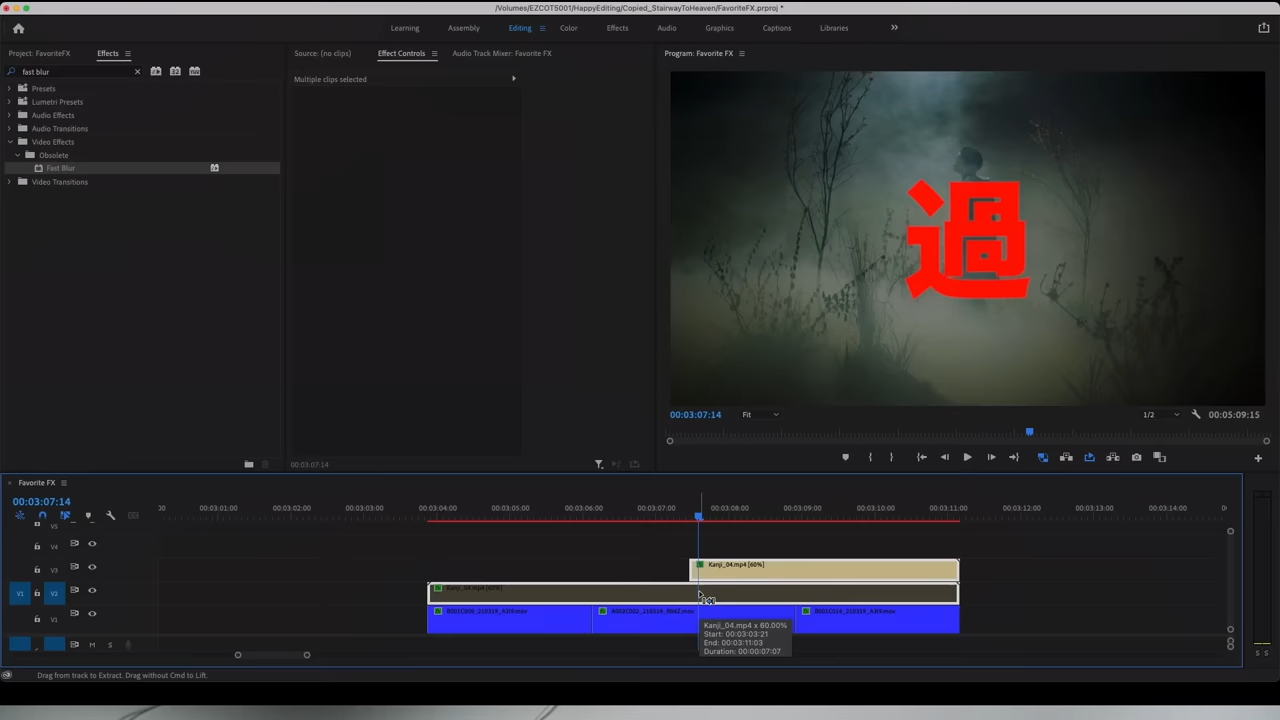 /Volumes/EZCOTS001/HappyEditing/Copied_StairwayToHeaven/FavoriteFX.prproj *
Learning Assembly Editing Color Effects Audio Graphics Captions Libraries
Project: FavoriteFX Effects
fast blur
Presets
Lumetri Presets
Audio Effects
Audio Transitions
Video Effects
Obsolete
Fast Blur
Video Transitions
Source: (no clips) Effect Controls Audio Track Mixer: Favorite FX
Multiple clips selected
00:03:07:14
Program: Favorite FX
過
00:03:07:14 Fit 1/2 00:05:09:15
Favorite FX
00:03:07:14
:00 00:03:01:00 00:03:02:00 00:03:03:00 00:03:04:00 00:03:05:00 00:03:06:00 00:03:07:00 00:03:08:00 00:03:09:00 00:03:10:00 00:03:11:00 00:03:12:00 00:03:13:00 00:03:14:00
V5
V4
V3 Kanji_04.mp4 [60%]
V1 V2 Kanji_04.mp4 [60%]
V1
M S
Kanji_04.mp4 x 60.00%
Start: 00:03:03:21
End: 00:03:11:03
Duration: 00:00:07:07
S S
Drag from track to Extract. Drag without Cmd to Lift.